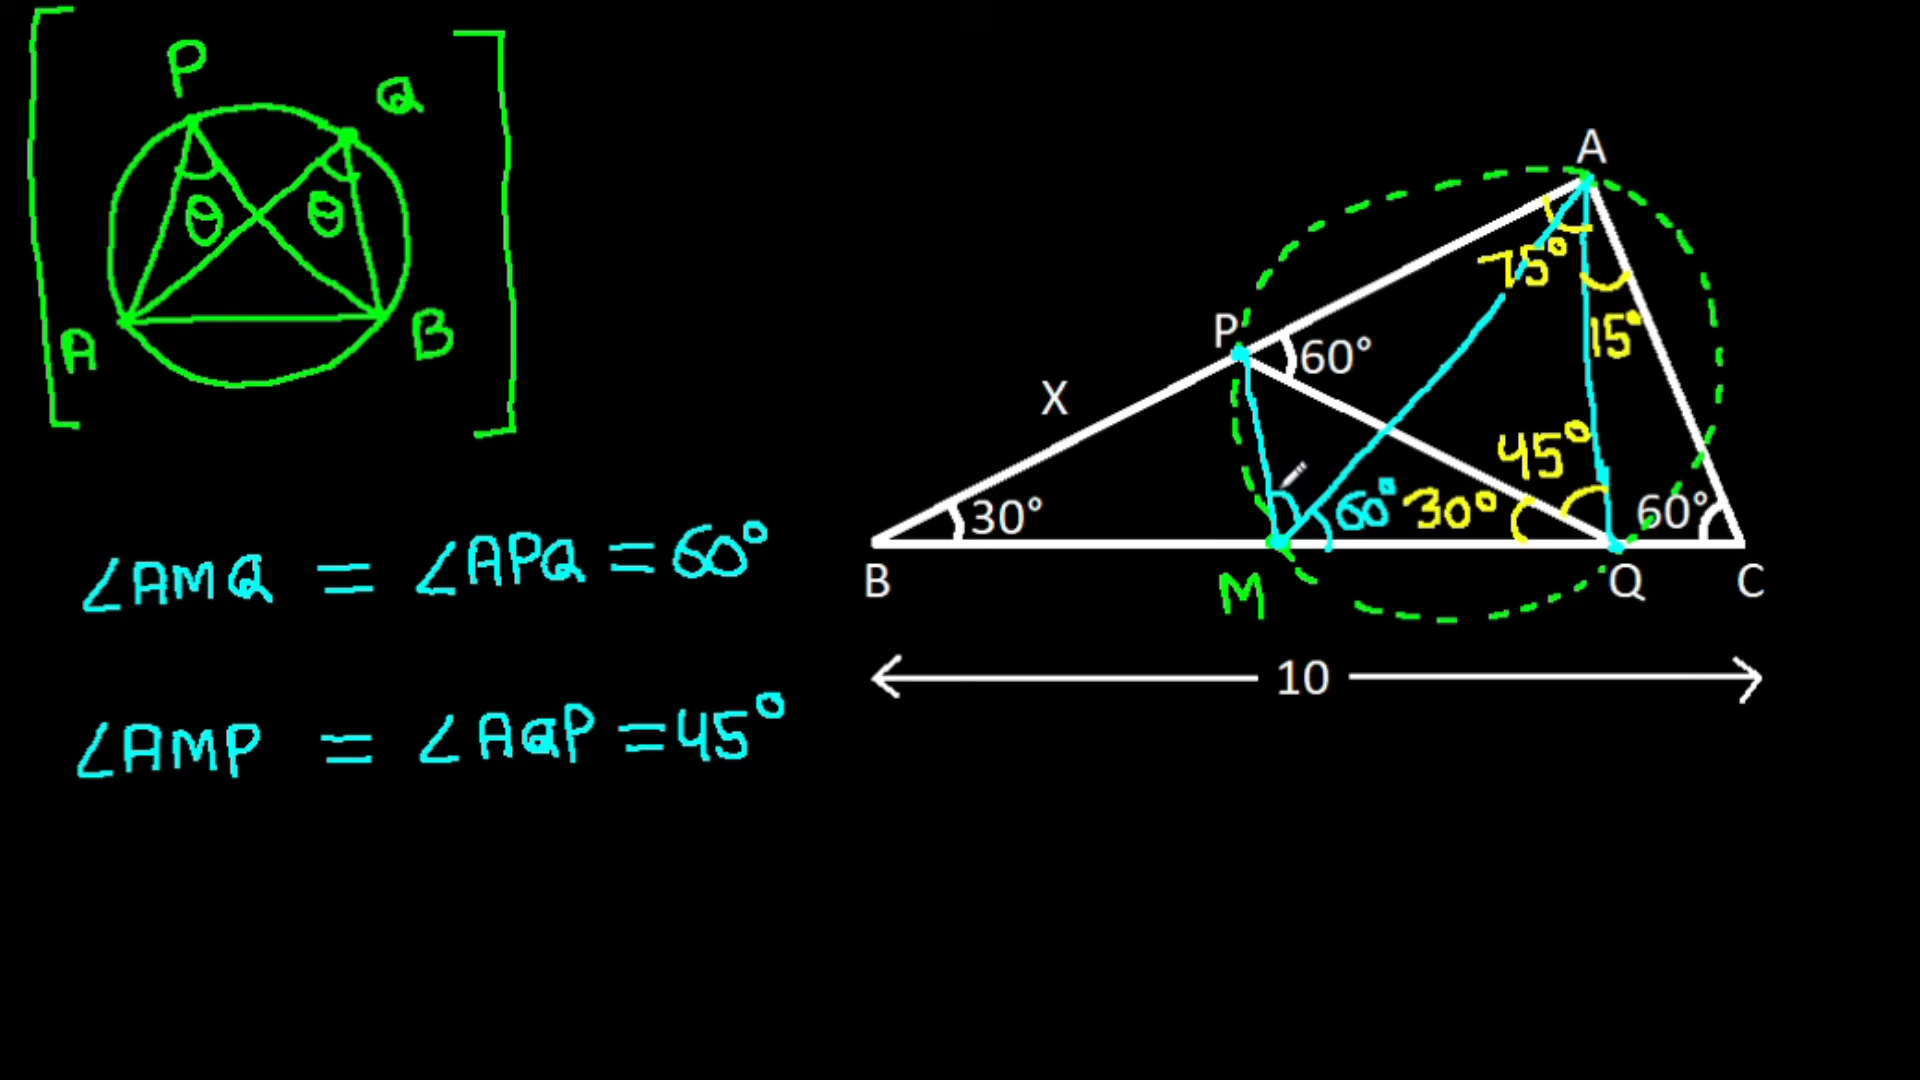 P
Q
θ
θ
A
B
A
75°
15°
P
60°
X
45°
30°
60°
30°
60°
B
M
Q
C
10
∠AMQ = ∠APQ = 60°
∠AMP = ∠AQP = 45°